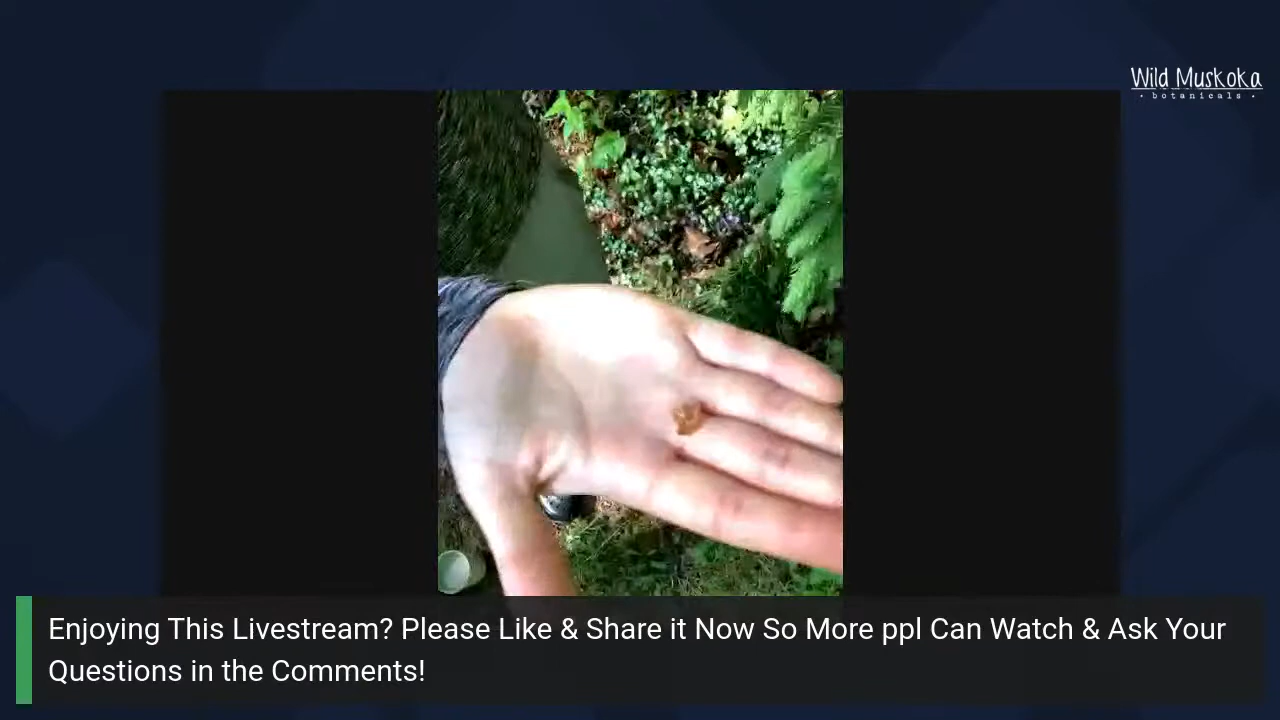 Wild Muskoka
• botanicals •
Enjoying This Livestream? Please Like & Share it Now So More ppl Can Watch & Ask Your
Questions in the Comments!